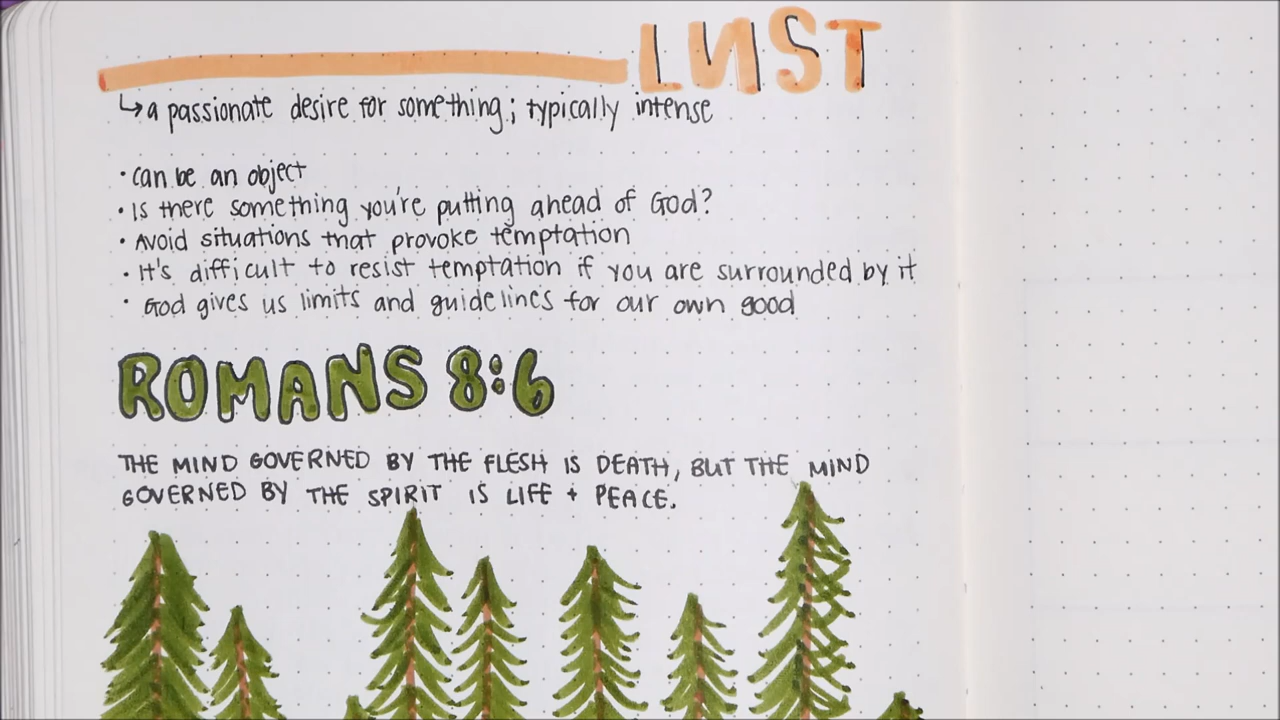 LUST
↳ a passionate desire for something; typically intense
• can be an object
• Is there something you're putting ahead of God?
• Avoid situations that provoke temptation
• It's difficult to resist temptation if you are surrounded by it
• God gives us limits and guidelines for our own good
ROMANS 8:6
THE MIND GOVERNED BY THE FLESH IS DEATH, BUT THE MIND
GOVERNED BY THE SPIRIT IS LIFE + PEACE.